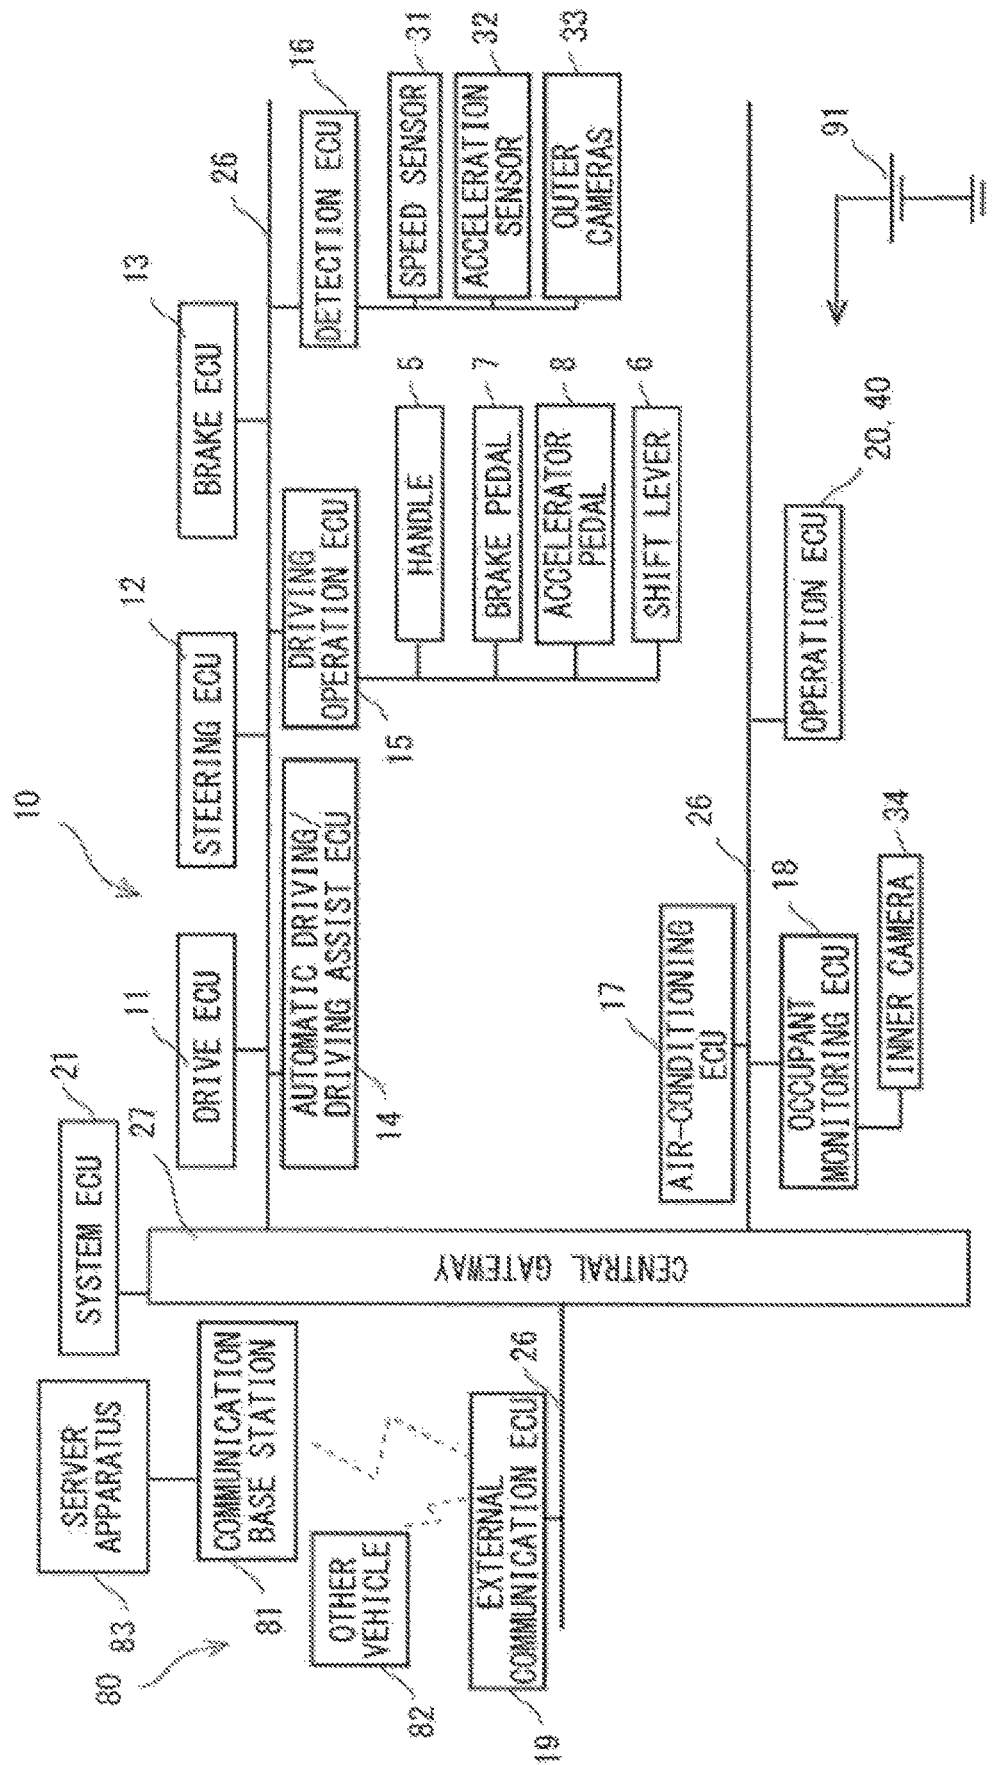 80
83
SERVER
APPARATUS
81
COMMUNICATION
BASE STATION
82
OTHER
VEHICLE
19
EXTERNAL
COMMUNICATION ECU
26
21
SYSTEM ECU
27
CENTRAL GATEWAY
10
11
DRIVE ECU
12
STEERING ECU
13
BRAKE ECU
26
14
AUTOMATIC DRIVING/
DRIVING ASSIST ECU
15
DRIVING
OPERATION ECU
HANDLE
5
BRAKE PEDAL
7
ACCELERATOR
PEDAL
8
SHIFT LEVER
6
16
DETECTION ECU
SPEED SENSOR
31
ACCELERATION
SENSOR
32
OUTER
CAMERAS
33
17
AIR-CONDITIONING
ECU
26
18
OCCUPANT
MONITORING ECU
INNER CAMERA
34
OPERATION ECU
20, 40
91